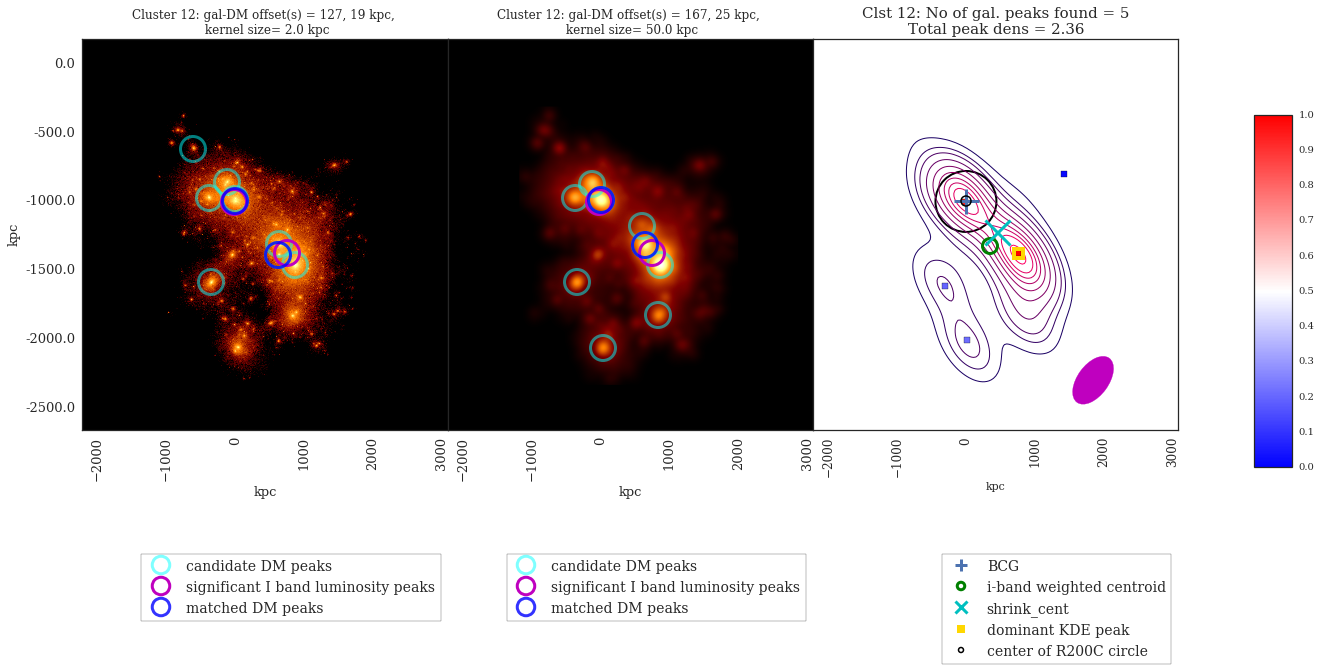 Cluster 12: gal-DM offset(s) = 127, 19 kpc,
kernel size= 2.0 kpc
Cluster 12: gal-DM offset(s) = 167, 25 kpc,
kernel size= 50.0 kpc
Clst 12: No of gal. peaks found = 5
Total peak dens = 2.36
kpc
0.0
-500.0
-1000.0
-1500.0
-2000.0
-2500.0
−2000
−1000
0
1000
2000
3000
kpc
−2000
−1000
0
1000
2000
3000
kpc
−2000
−1000
0
1000
2000
3000
kpc
1.0
0.9
0.8
0.7
0.6
0.5
0.4
0.3
0.2
0.1
0.0
candidate DM peaks
significant I band luminosity peaks
matched DM peaks
candidate DM peaks
significant I band luminosity peaks
matched DM peaks
BCG
i-band weighted centroid
shrink_cent
dominant KDE peak
center of R200C circle